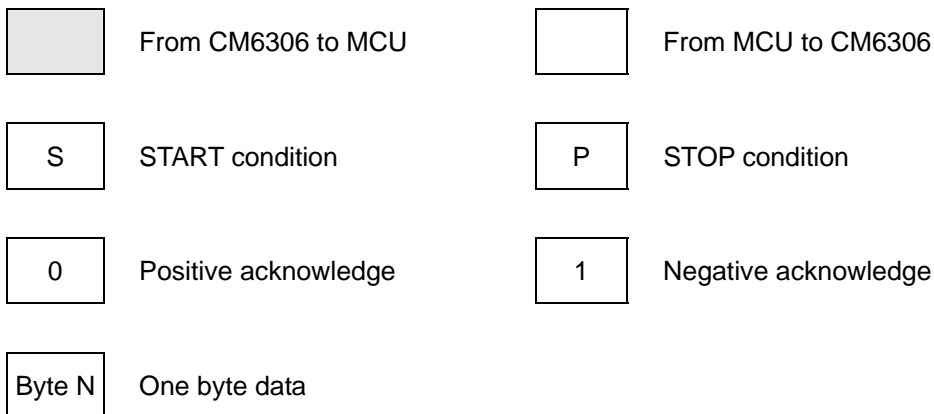 From CM6306 to MCU
From MCU to CM6306
S START condition
P STOP condition
0 Positive acknowledge
1 Negative acknowledge
Byte N One byte data